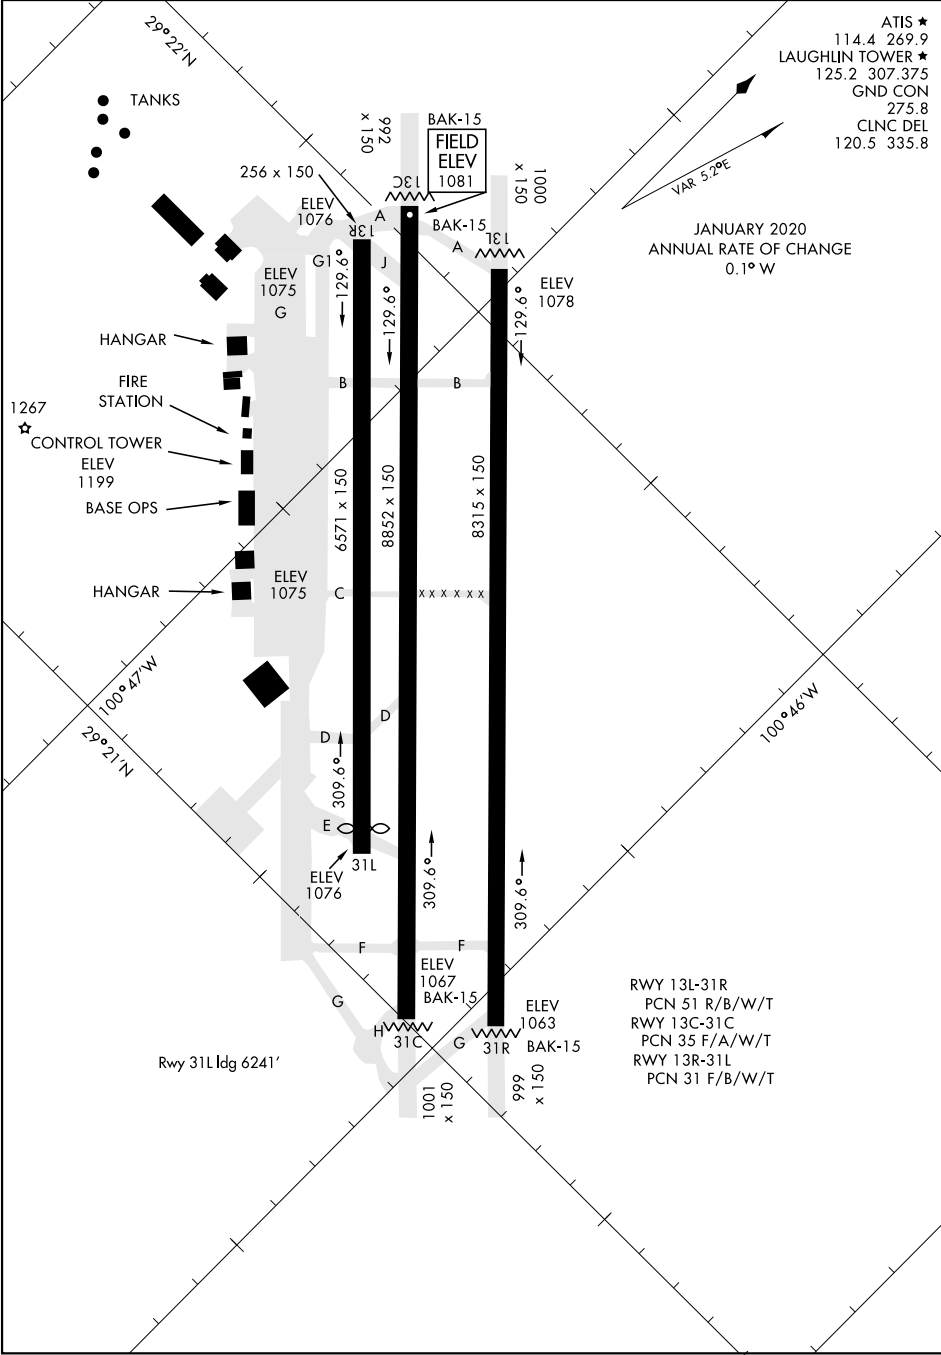 ATIS ★
114.4 269.9
LAUGHLIN TOWER ★
125.2 307.375
GND CON
275.8
CLNC DEL
120.5 335.8
VAR 5.2°E
JANUARY 2020
ANNUAL RATE OF CHANGE
0.1° W
29°22'N
TANKS
992
x 150
BAK-15
FIELD
ELEV
1081
1000
x 150
256 x 150
ELEV
1076
13R
A
13C
BAK-15
A
13L
G1
129.6°
J
129.6°
129.6°
ELEV
1078
ELEV
1075
G
HANGAR
B
B
FIRE
STATION
1267
CONTROL TOWER
ELEV
1199
BASE OPS
6571 x 150
8852 x 150
8315 x 150
HANGAR
ELEV
1075
C
X X X X X X
100°47'W
29°21'N
100°46'W
D
D
309.6°
E
31L
ELEV
1076
309.6°
309.6°
F
F
G
ELEV
1067
BAK-15
H
31C
G
ELEV
1063
31R
BAK-15
1001
x 150
999
x 150
Rwy 31L ldg 6241'
RWY 13L-31R
PCN 51 R/B/W/T
RWY 13C-31C
PCN 35 F/A/W/T
RWY 13R-31L
PCN 31 F/B/W/T